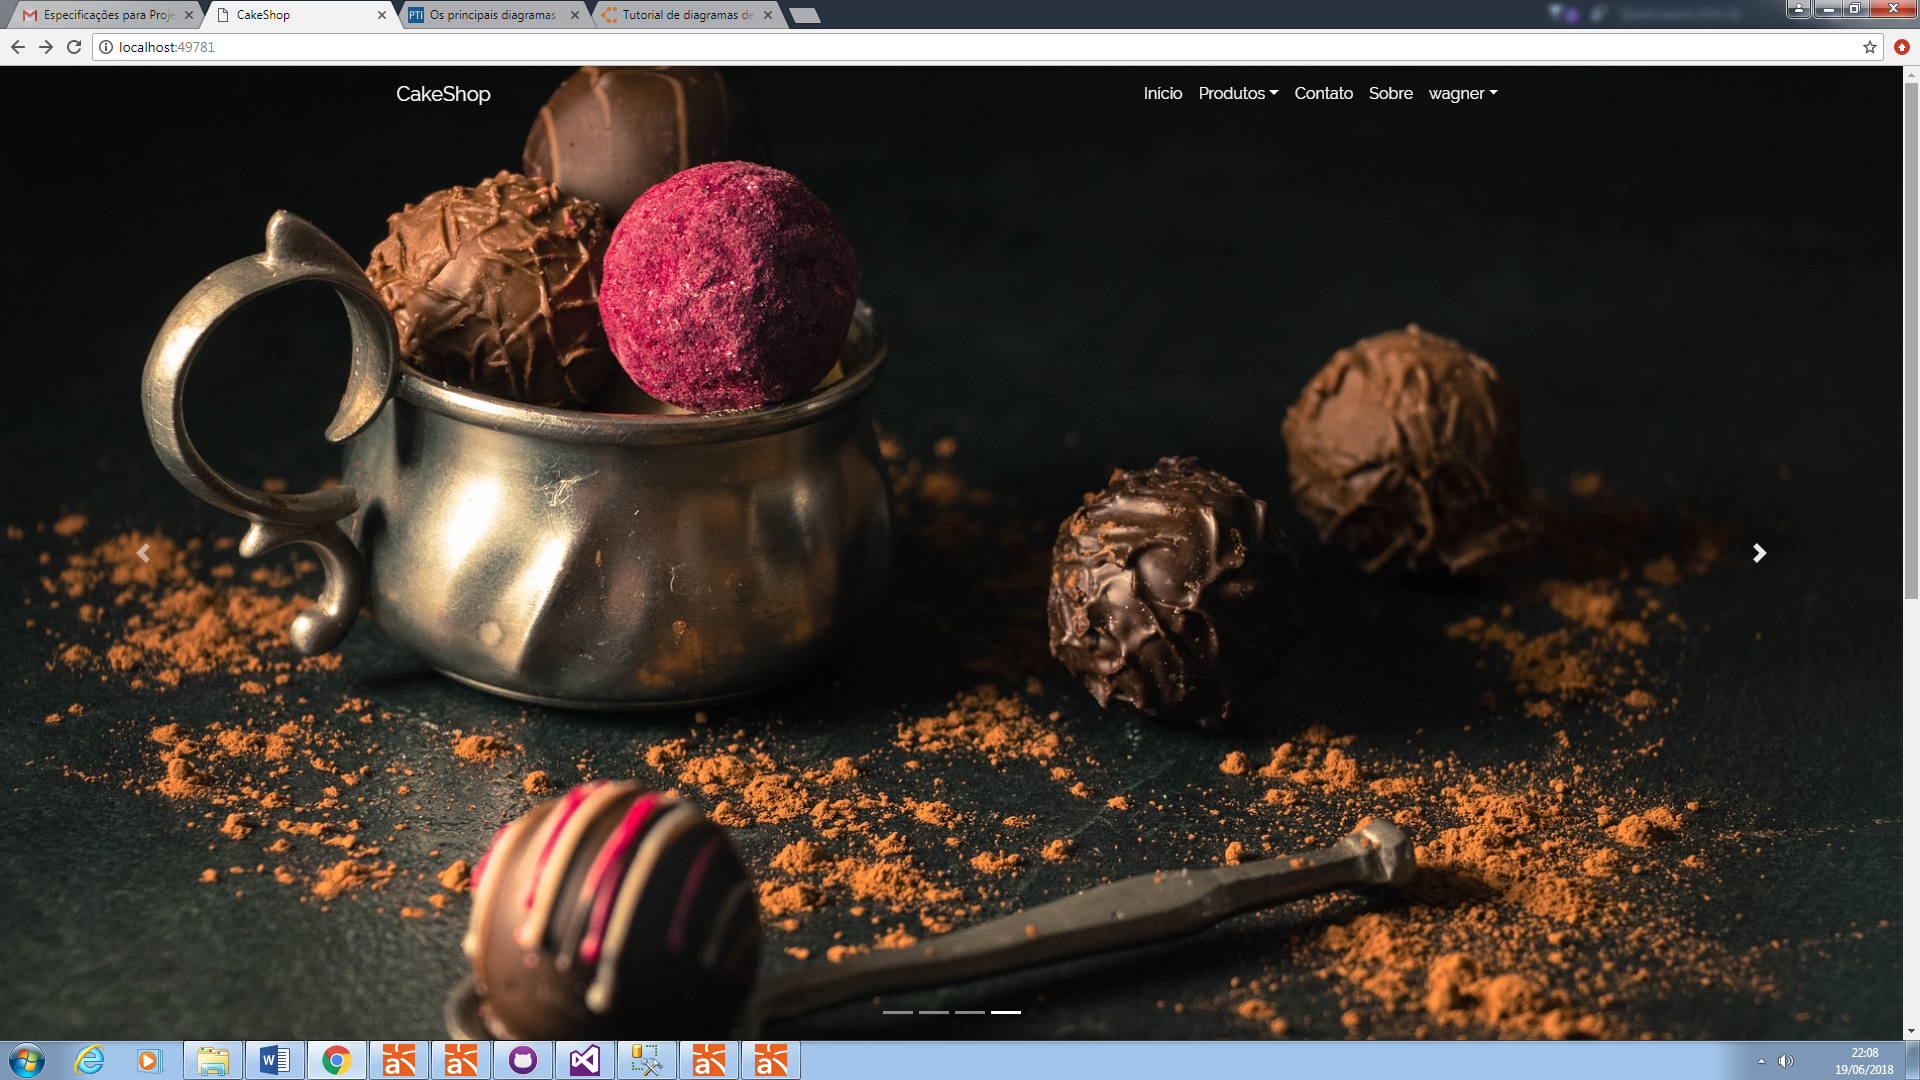 Especificações para Proje
CakeShop
Os principais diagramas
Tutorial de diagramas de
localhost:49781
CakeShop
Início Produtos Contato Sobre wagner
22:08
19/06/2018